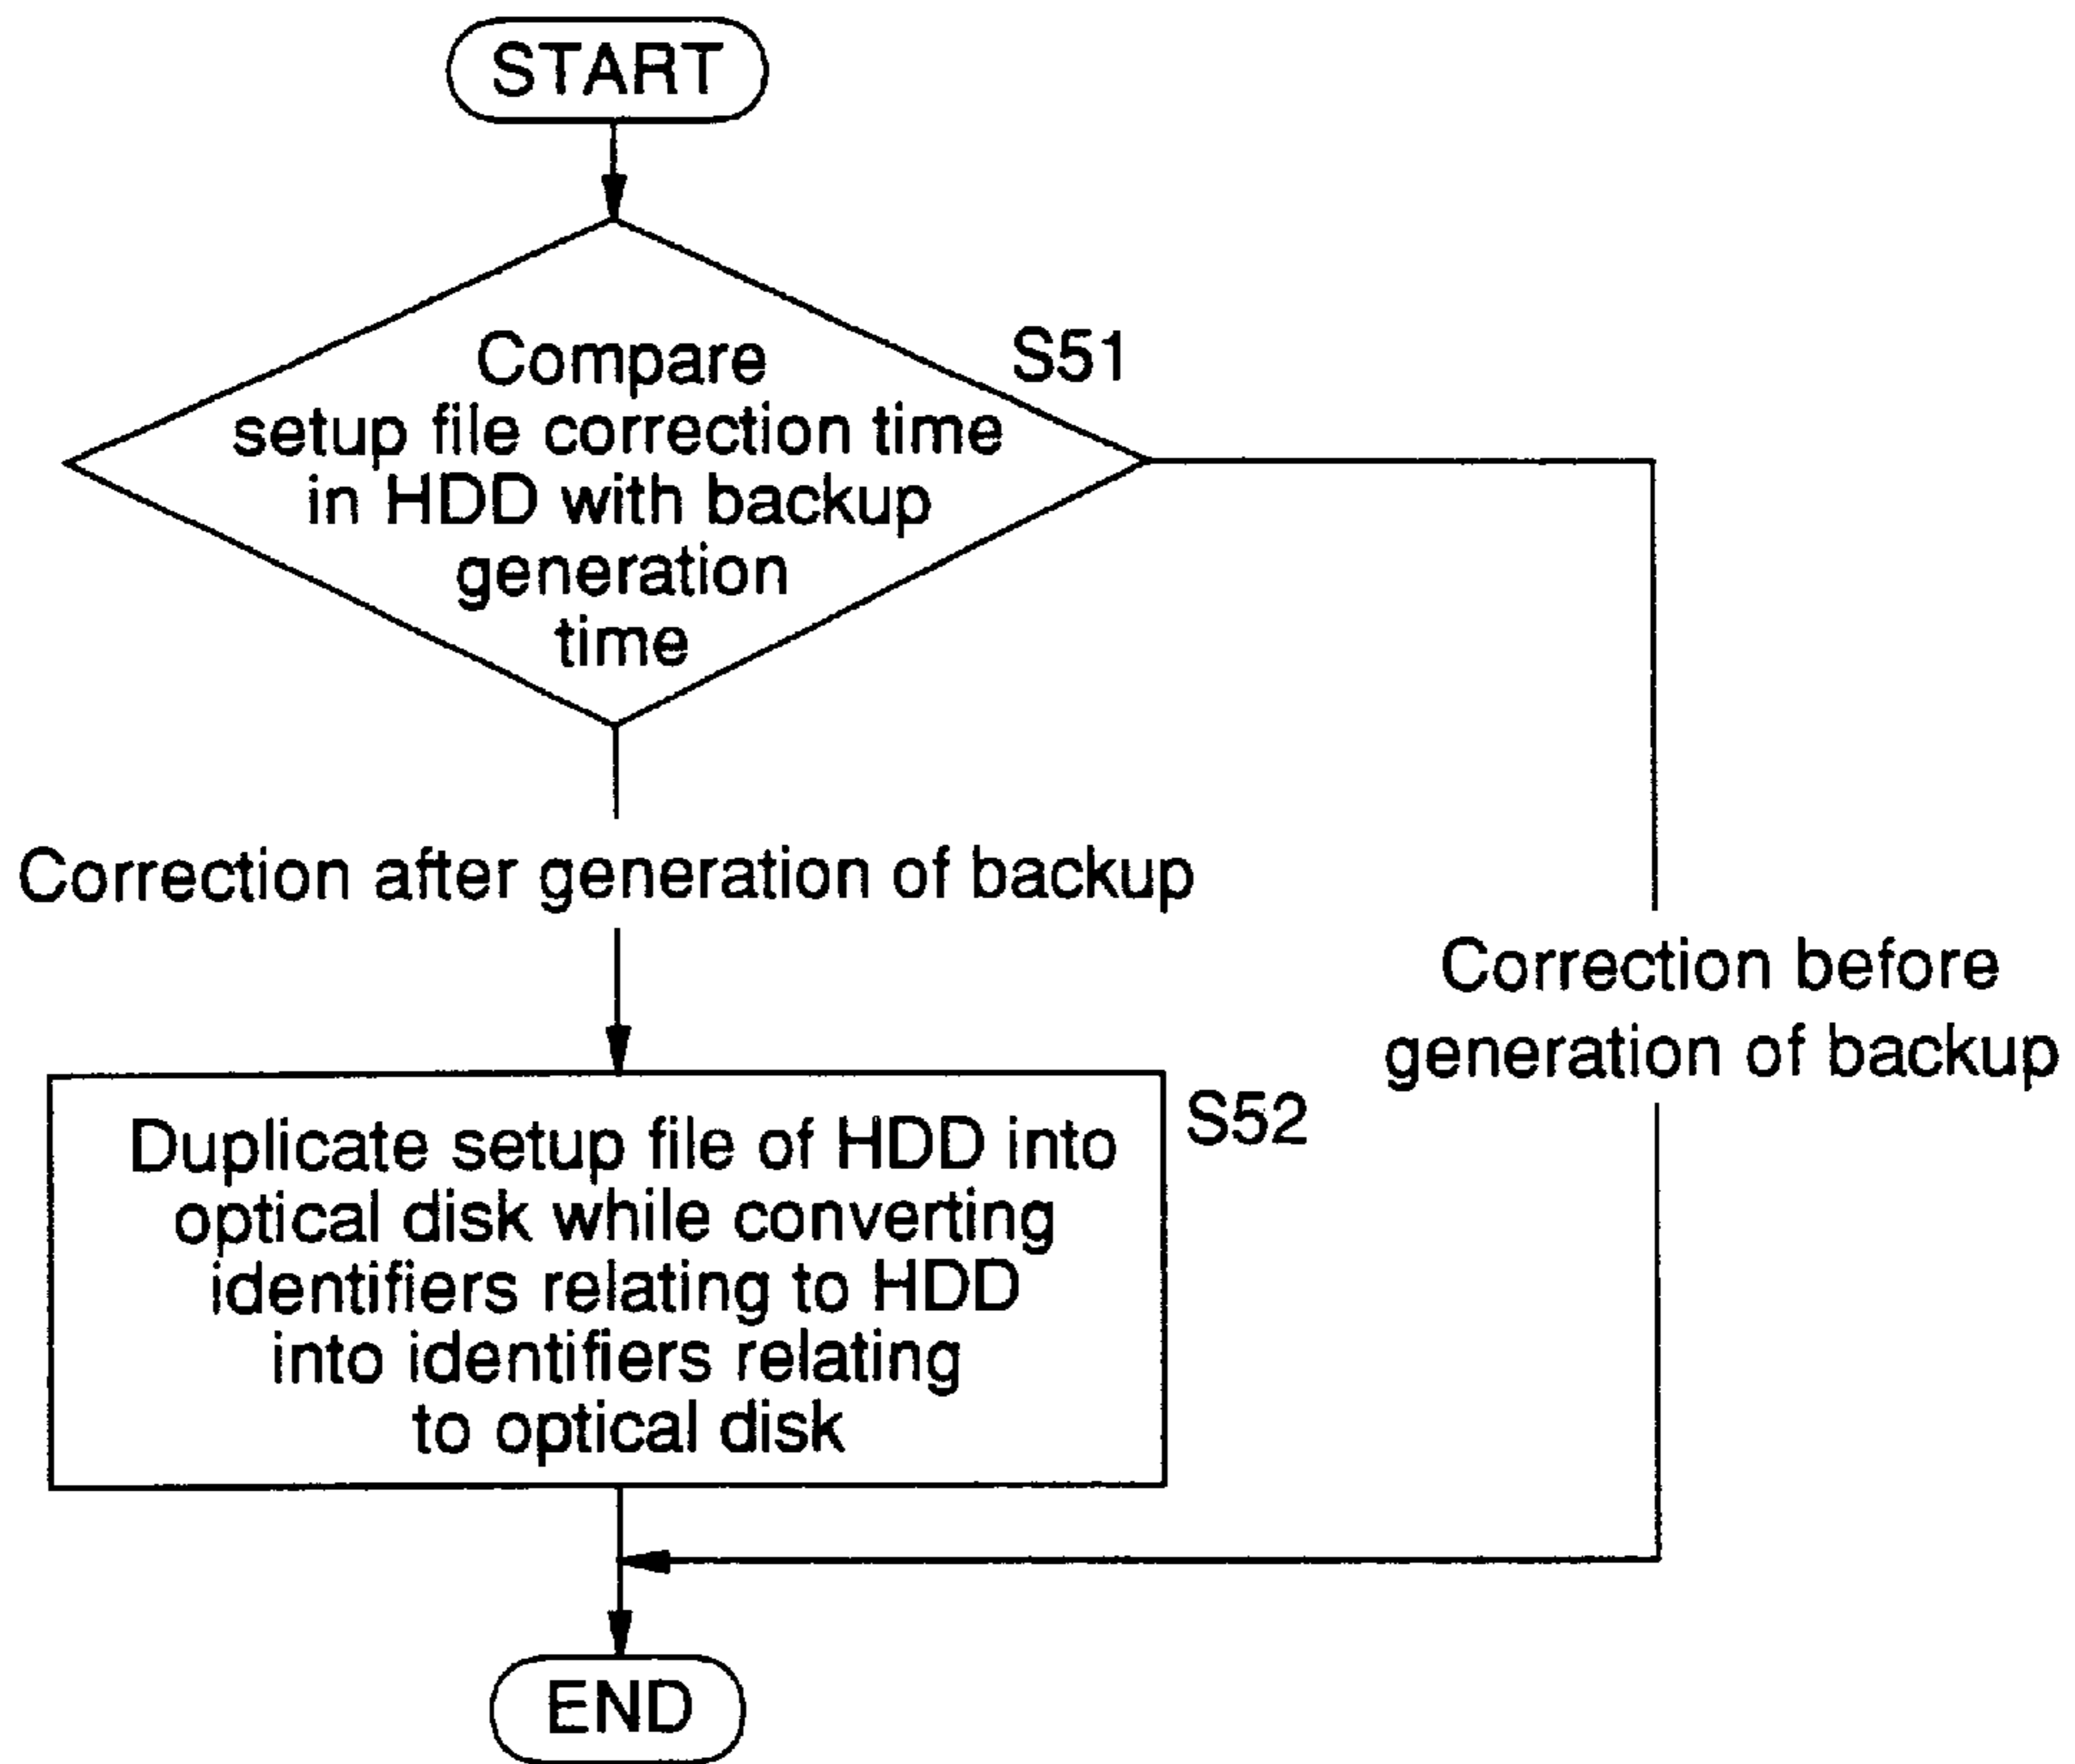 START
Compare
setup file correction time
in HDD with backup
generation
time
S51
Correction after generation of backup
Correction before
generation of backup
Duplicate setup file of HDD into
optical disk while converting
identifiers relating to HDD
into identifiers relating
to optical disk
S52
END